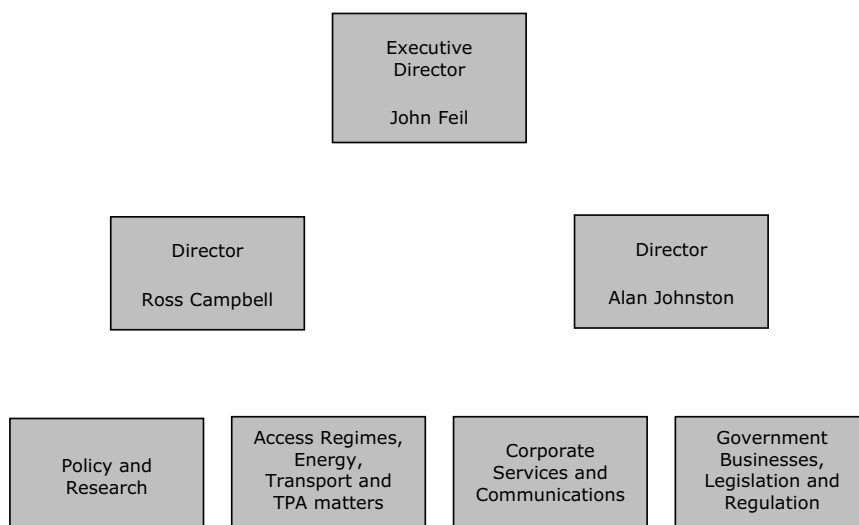 Executive
Director
John Feil
Director
Ross Campbell
Director
Alan Johnston
Policy and
Research
Access Regimes,
Energy,
Transport and
TPA matters
Corporate
Services and
Communications
Government
Businesses,
Legislation and
Regulation